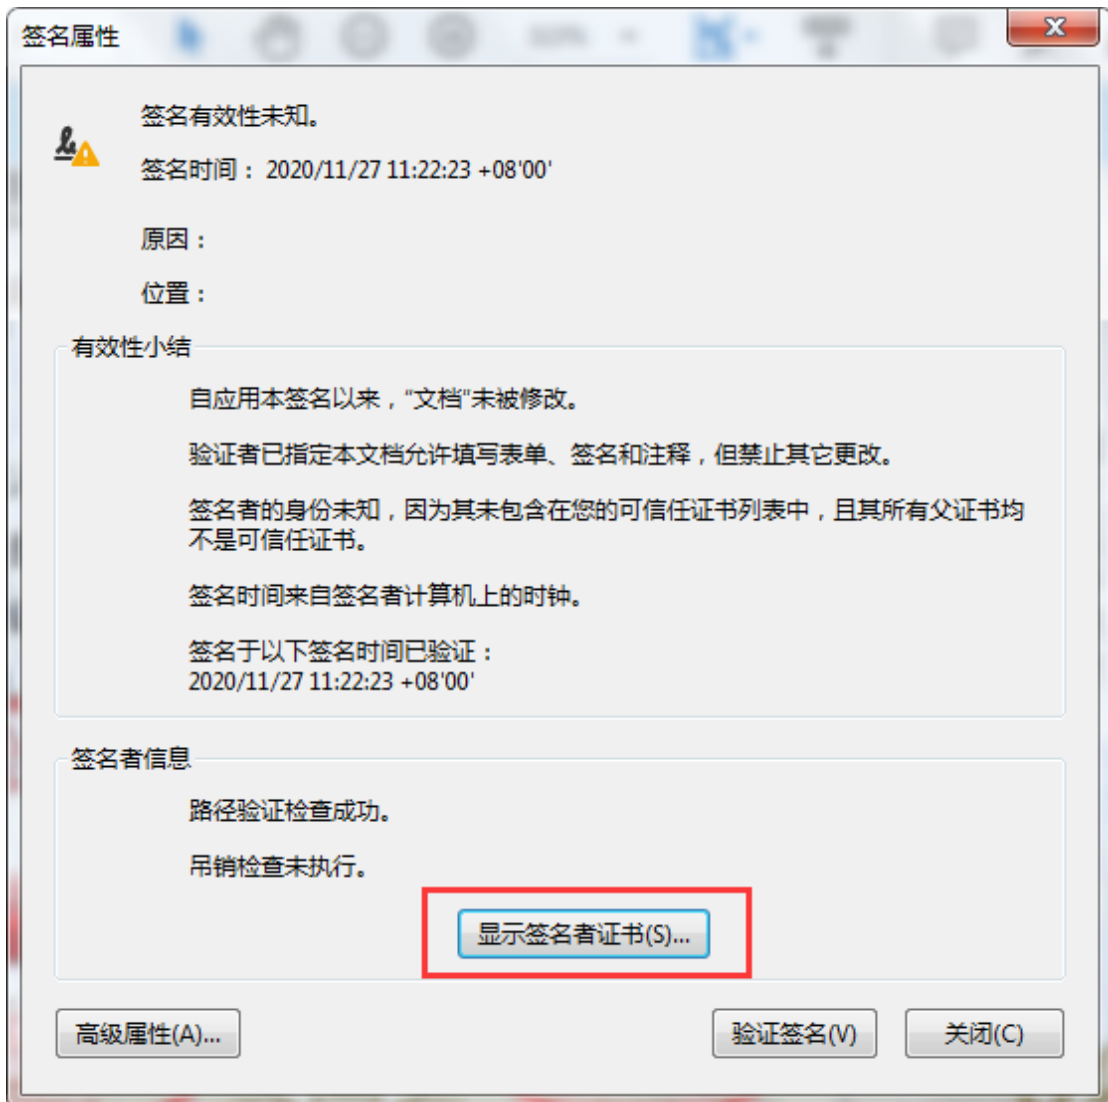 签名属性
签名有效性未知。
签名时间： 2020/11/27 11:22:23 +08'00'
原因：
位置：
有效性小结
自应用本签名以来，"文档"未被修改。
验证者已指定本文档允许填写表单、签名和注释，但禁止其它更改。
签名者的身份未知，因为其未包含在您的可信任证书列表中，且其所有父证书均
不是可信任证书。
签名时间来自签名者计算机上的时钟。
签名于以下签名时间已验证：
2020/11/27 11:22:23 +08'00'
签名者信息
路径验证检查成功。
吊销检查未执行。
显示签名者证书(S)...
高级属性(A)...
验证签名(V)
关闭(C)